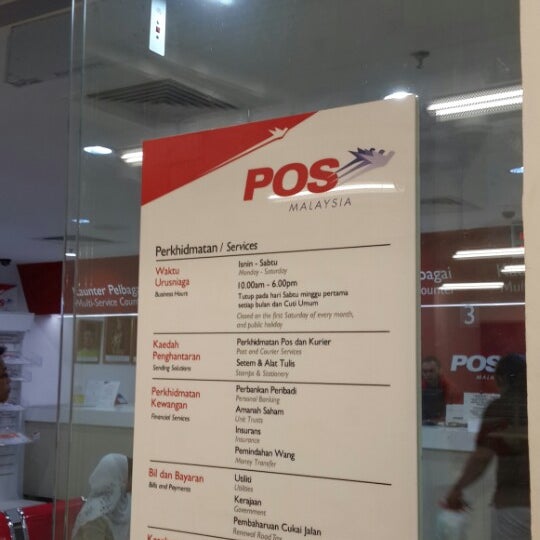 POS
MALAYSIA
Perkhidmatan / Services
Waktu Urusniaga
Business Hours
Isnin - Sabtu
Monday - Saturday
10.00am - 6.00pm
Tutup pada hari Sabtu minggu pertama
setiap bulan dan Cuti Umum
Closed on the first Saturday of every month,
and public holiday
Kaedah
Penghantaran
Sending Solutions
Perkhidmatan Pos dan Kurier
Post and Courier Services
Setem & Alat Tulis
Stamps & Stationery
Perkhidmatan
Kewangan
Financial Services
Perbankan Peribadi
Personal Banking
Amanah Saham
Unit Trusts
Insurans
Insurance
Pemindahan Wang
Money Transfer
Bil dan Bayaran
Bills and Payments
Utiliti
Utilities
Kerajaan
Government
Pembaharuan Cukai Jalan
Renewal Road Tax
Kaunter Pelbagai
Multi-Service Counter
3
POS